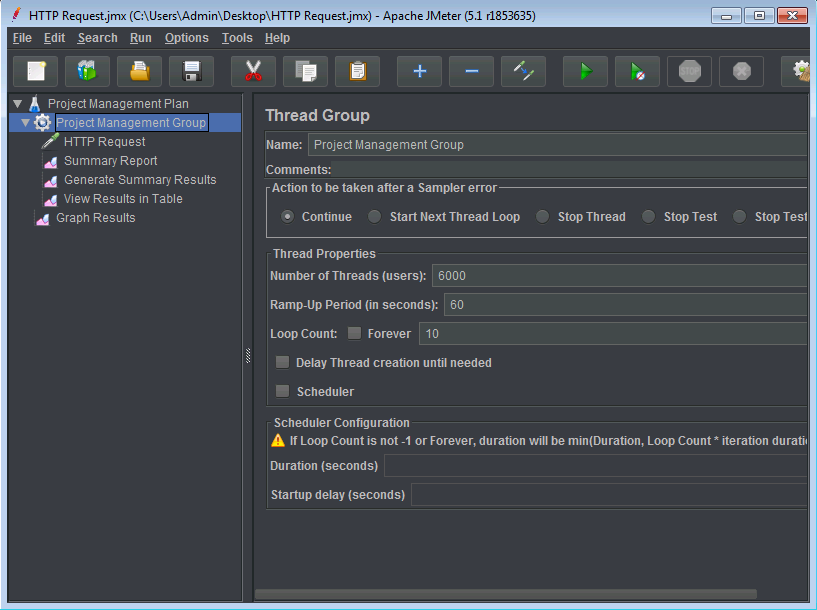 HTTP Request.jmx (C:\Users\Admin\Desktop\HTTP Request.jmx) - Apache JMeter (5.1 r1853635)
File Edit Search Run Options Tools Help
STOP
Project Management Plan
Project Management Group
HTTP Request
Summary Report
Generate Summary Results
View Results in Table
Graph Results
Thread Group
Name: Project Management Group
Comments:
Action to be taken after a Sampler error
Continue Start Next Thread Loop Stop Thread Stop Test Stop Test
Thread Properties
Number of Threads (users): 6000
Ramp-Up Period (in seconds): 60
Loop Count: Forever 10
Delay Thread creation until needed
Scheduler
Scheduler Configuration
If Loop Count is not -1 or Forever, duration will be min(Duration, Loop Count * iteration durati
Duration (seconds)
Startup delay (seconds)